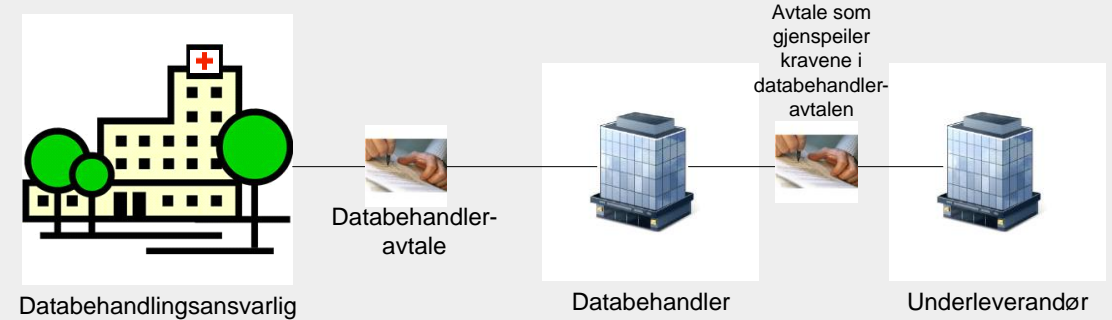 Avtale som
gjenspeiler
kravene i
databehandler-
avtalen
Databehandler-
avtale
Databehandlingsansvarlig
Databehandler
Underleverandør